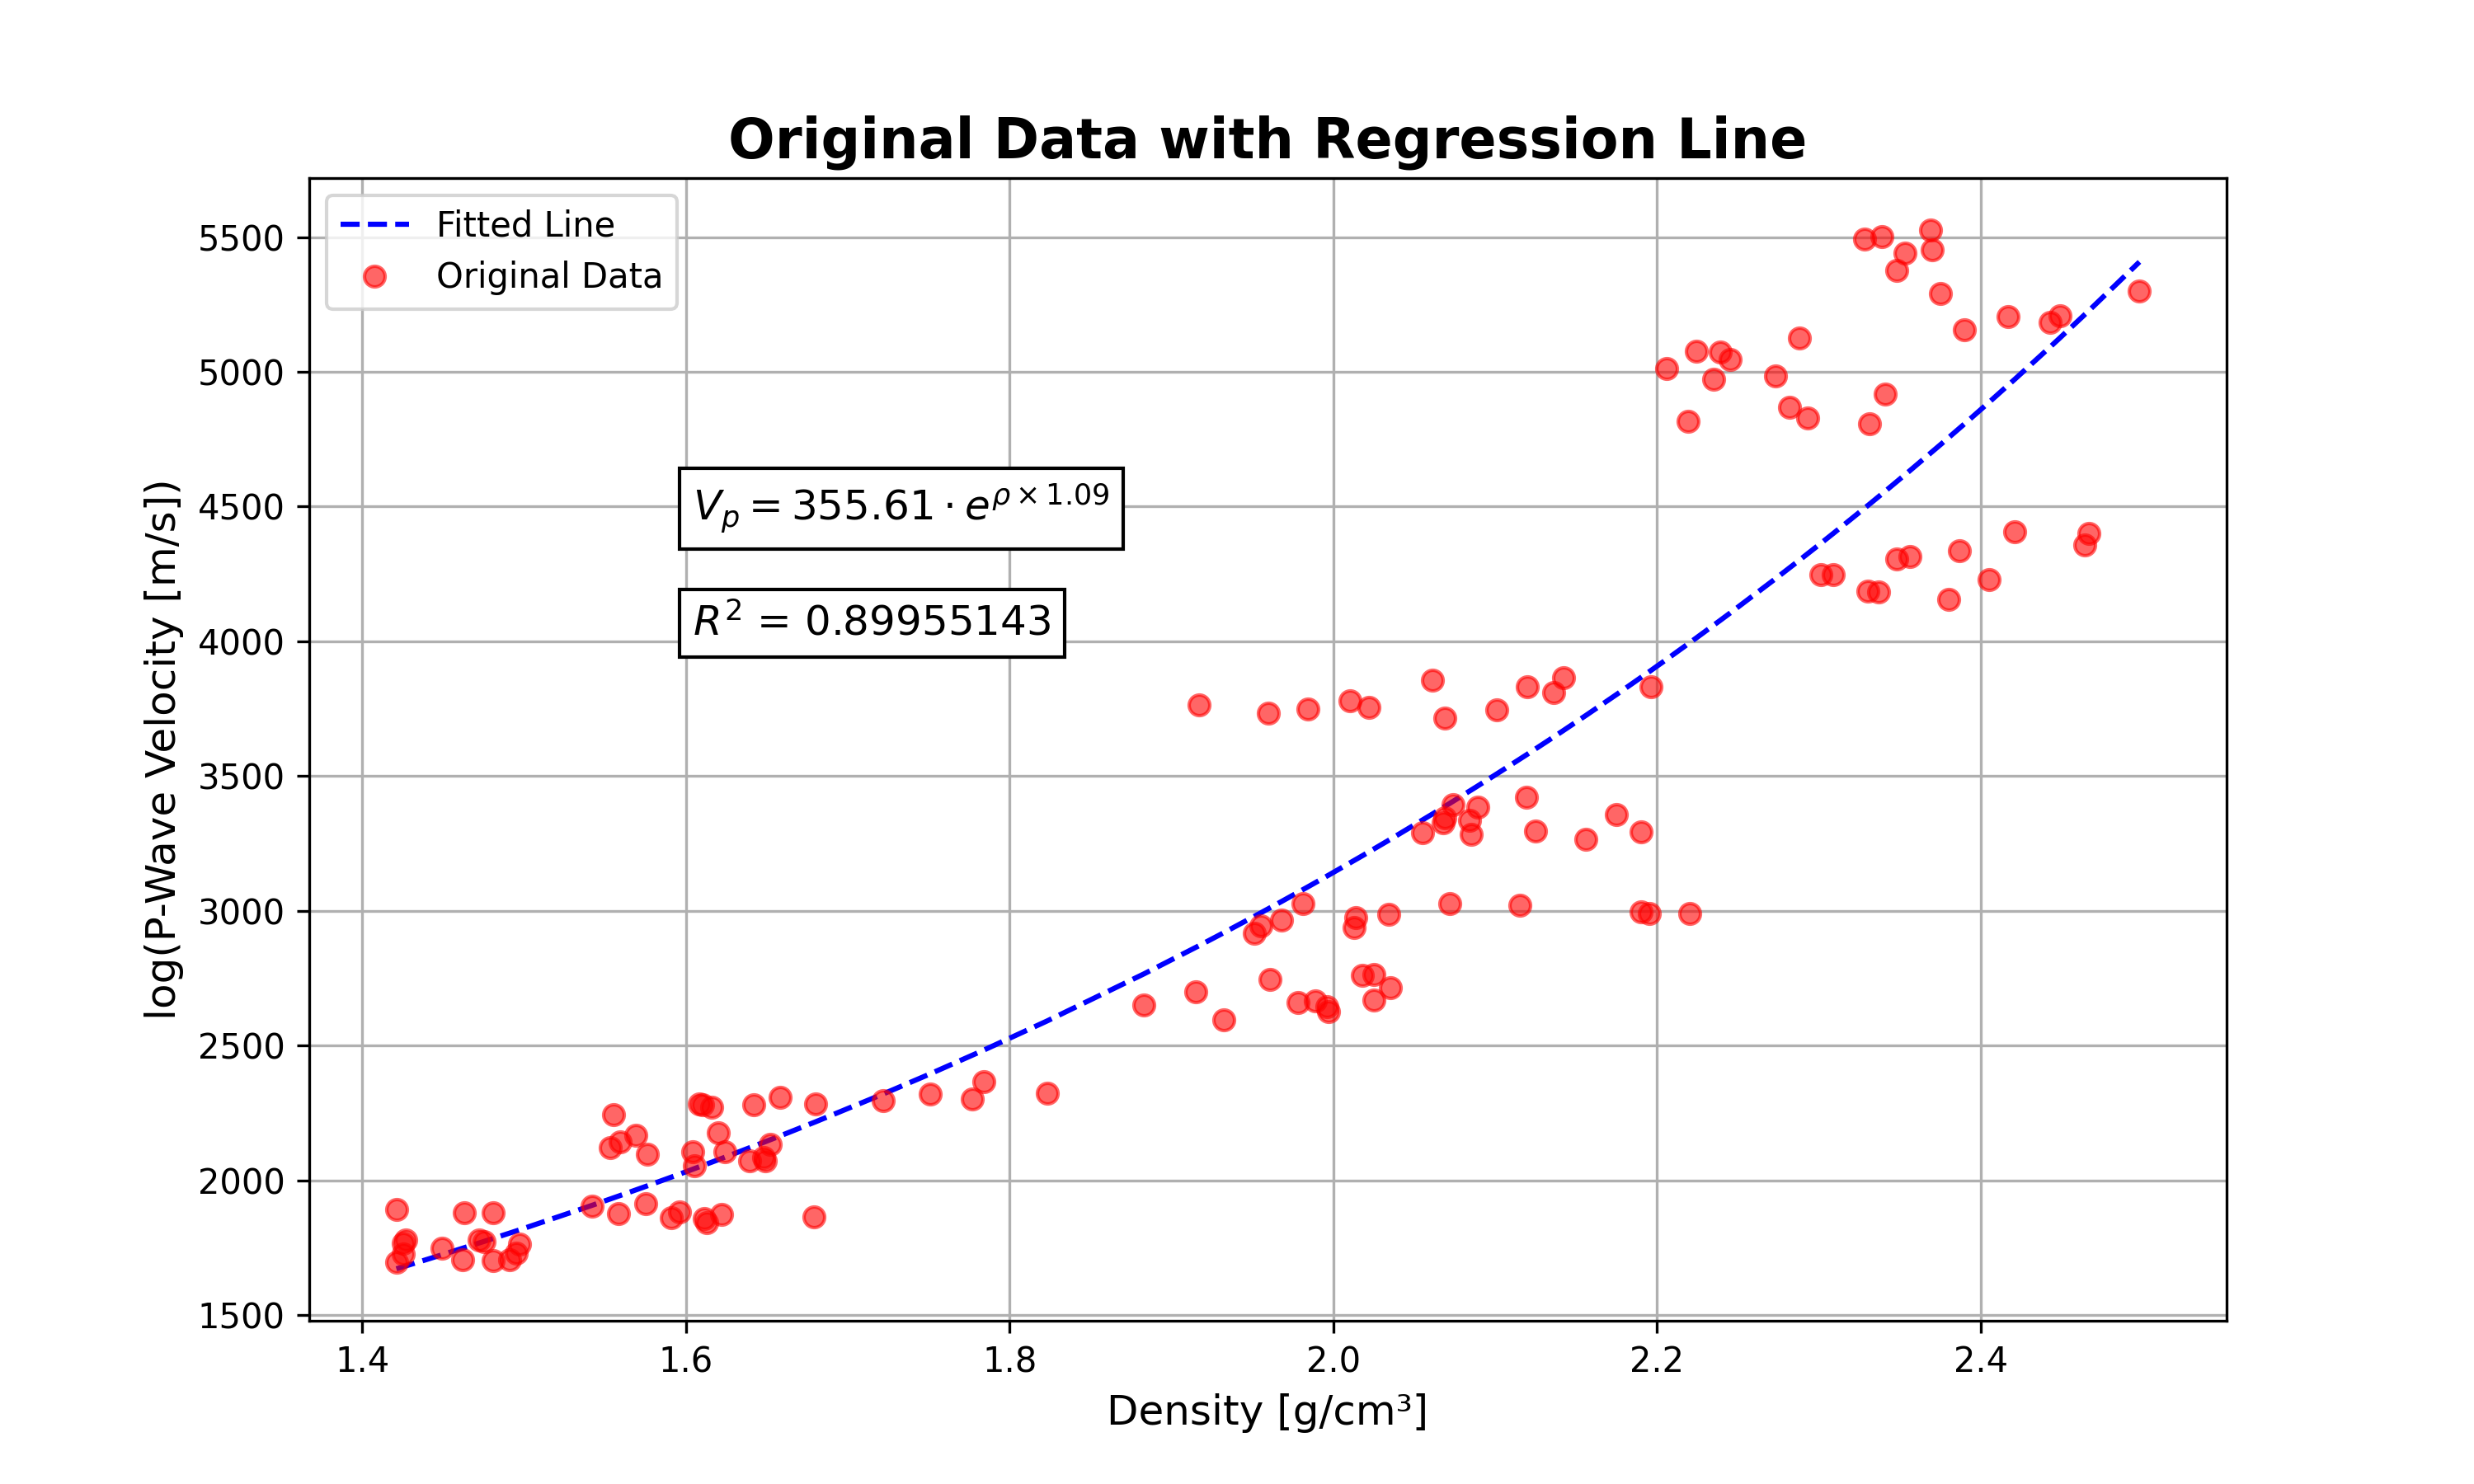 Original Data with Regression Line
Fitted Line
Original Data
5500
5000
4500
4000
3500
3000
2500
2000
1500
log(P-Wave Velocity [m/s])
V_p = 355.61 · e^{ρ × 1.09}
R² = 0.89955143
1.4 1.6 1.8 2.0 2.2 2.4
Density [g/cm³]